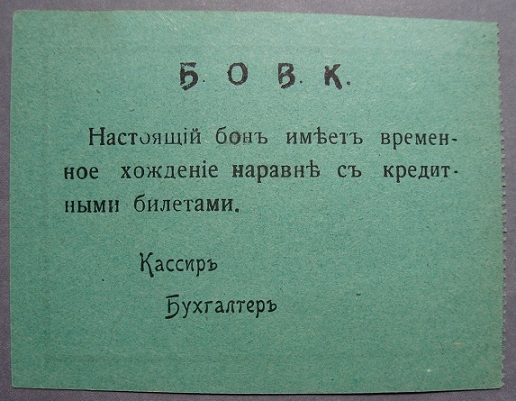 Б. О. В. К.
Настоящій бонъ имѣетъ времен-
ное хожденіе наравнѣ съ кредит-
ными билетами.
Кассиръ
Бухгалтеръ